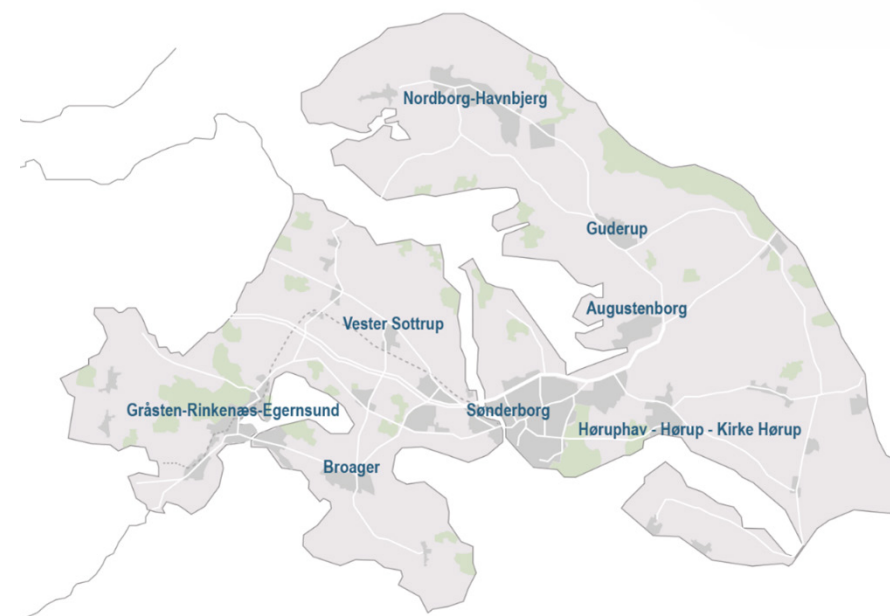 Nordborg-Havnbjerg
Guderup
Augustenborg
Vester Sottrup
Gråsten-Rinkenæs-Egernsund
Sønderborg
Høruphav - Hørup - Kirke Hørup
Broager